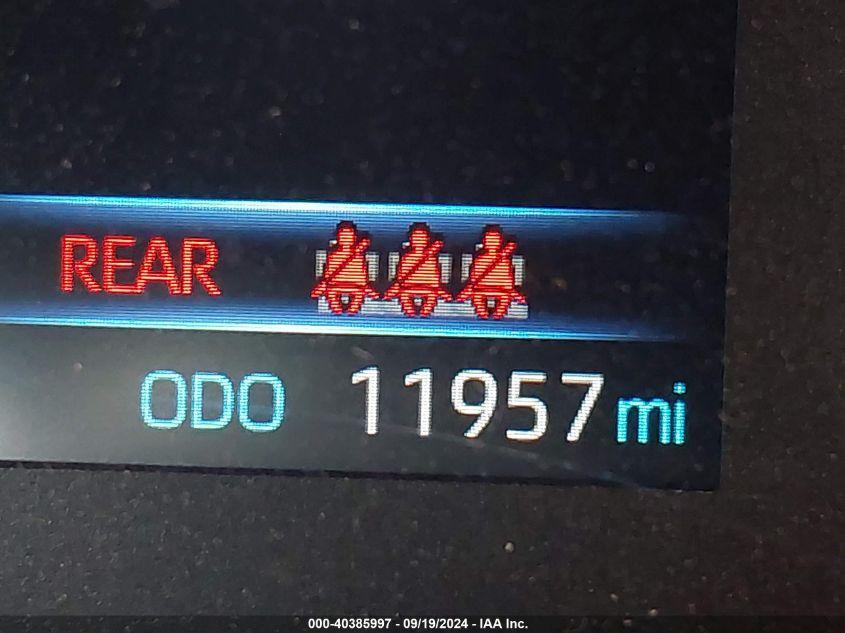 REAR
ODO 11957 mi
000-40385997 - 09/19/2024 - IAA Inc.